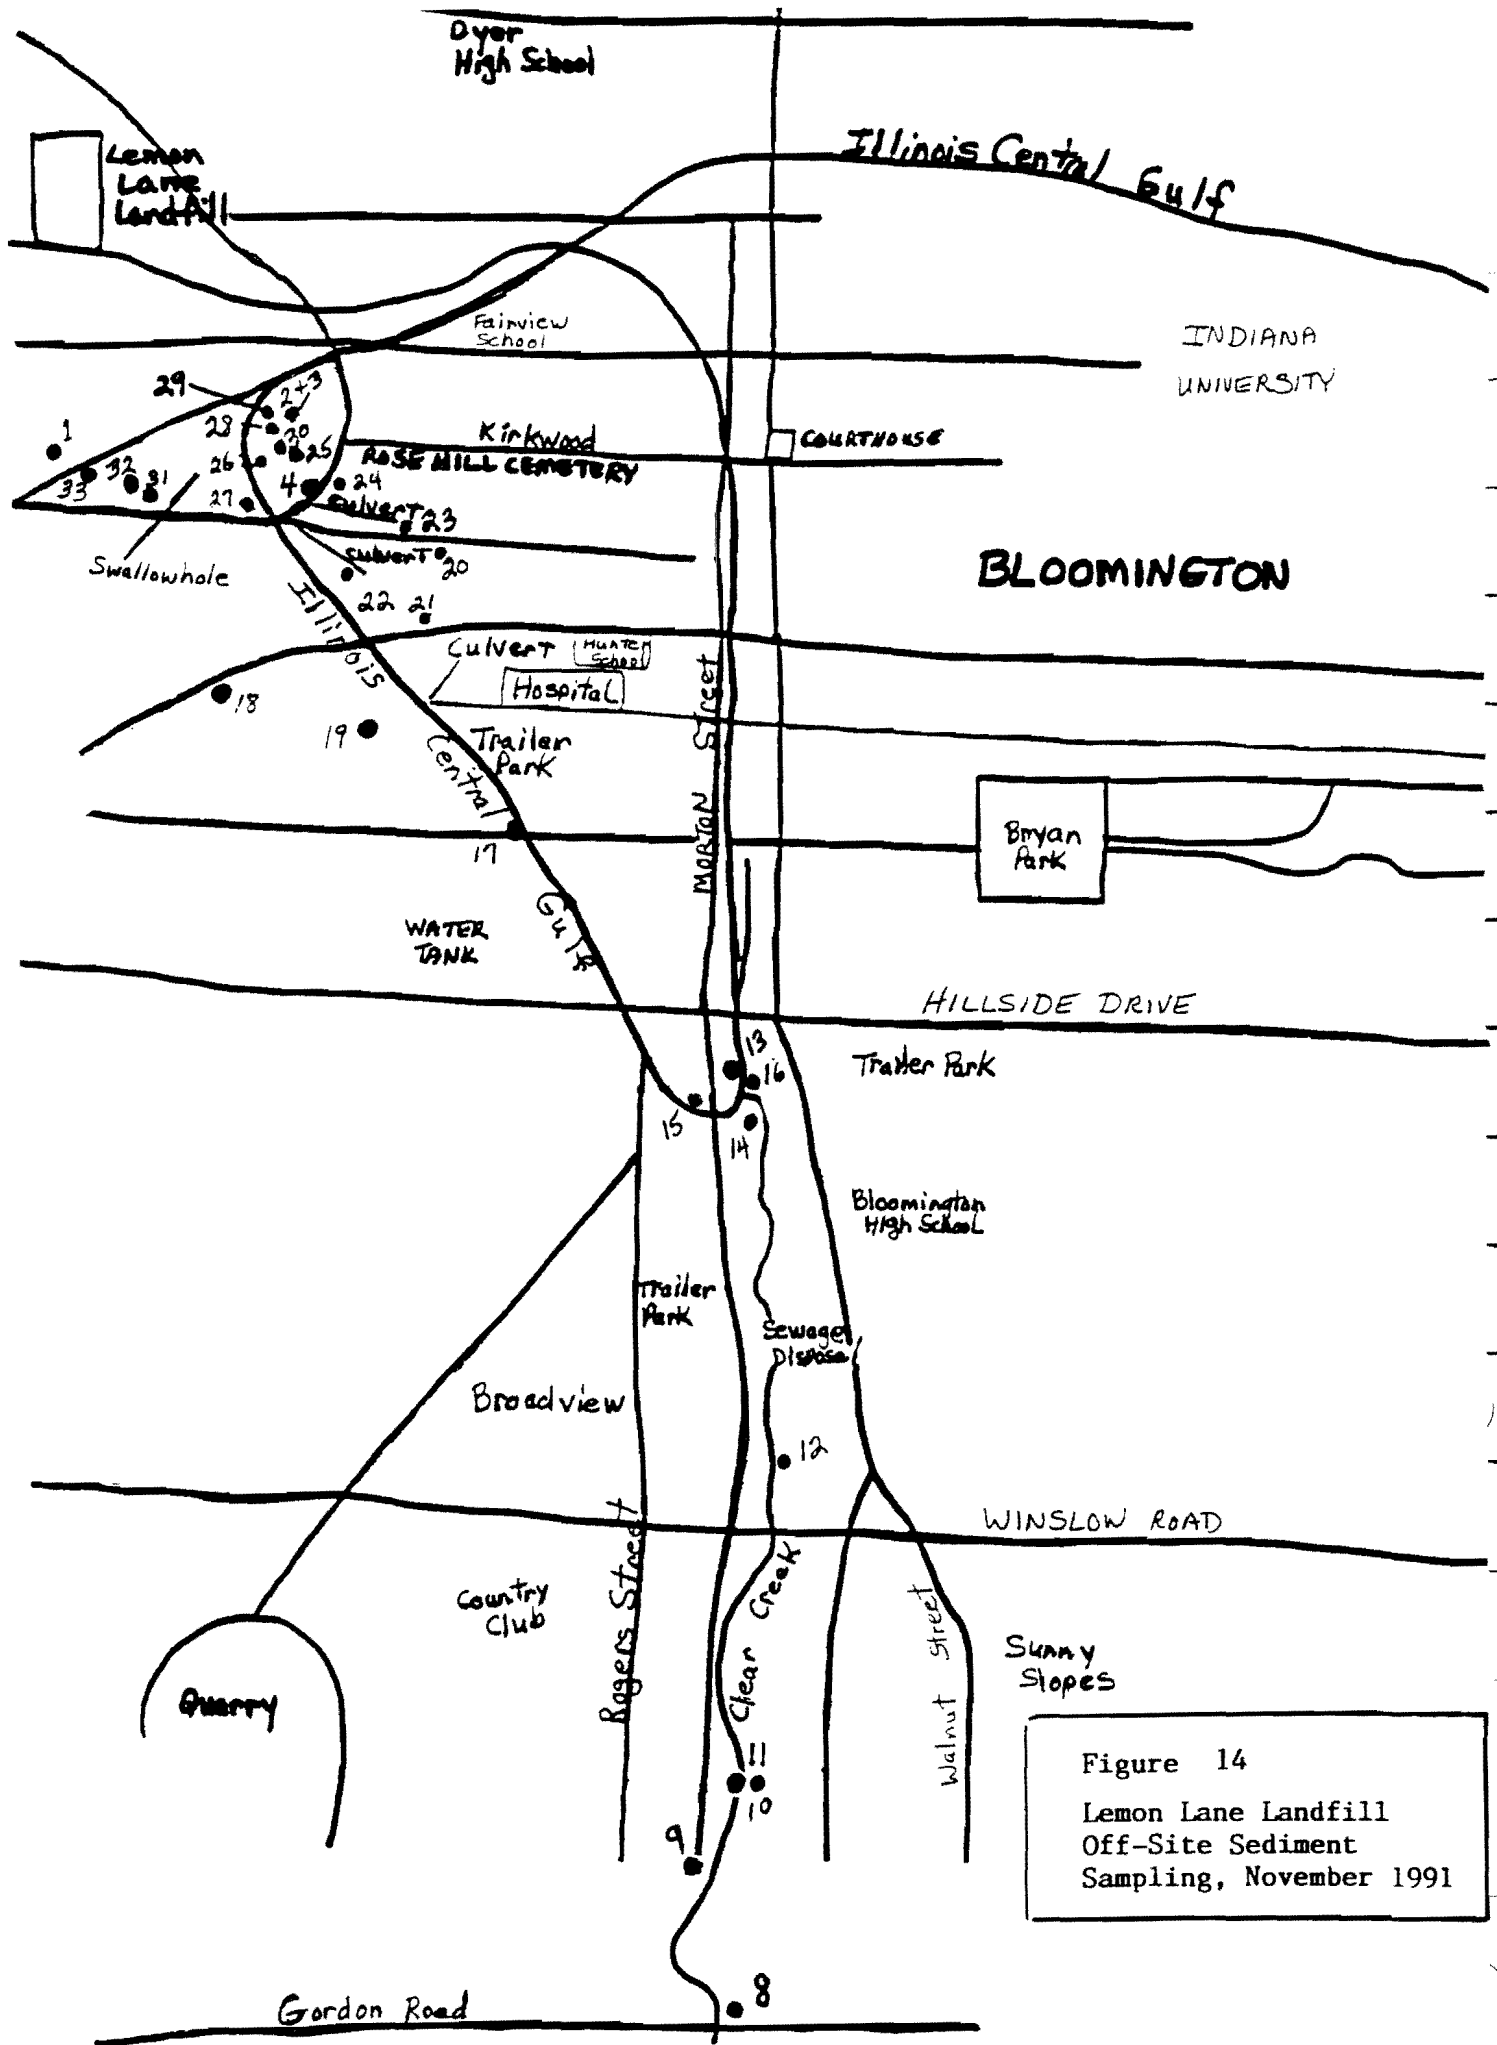 Dyer
High School
Illinois Central Gulf
Lemon
Lane
Landfill
Fairview
School
INDIANA
UNIVERSITY
29
2+3
28
30
1
Kirkwood
COURTHOUSE
25
26
ROSE HILL CEMETERY
32
33
31
4
24
27
Culvert
23
Swallowhole
Culvert
20
BLOOMINGTON
22
21
Illinois Central Gulf
Culvert
HUNTER
School
Hospital
18
19
Trailer
Park
MORTON Street
17
Bryan
Park
WATER
TANK
HILLSIDE DRIVE
13
16
Trailer Park
15
14
Bloomington
High School
Trailer
Park
Sewage
Disposal
Broadview
12
WINSLOW ROAD
Country
Club
Rogers Street
Clear Creek
Walnut Street
Sunny
Slopes
Quarry
11
10
9
Figure 14
Lemon Lane Landfill
Off-Site Sediment
Sampling, November 1991
8
Gordon Road